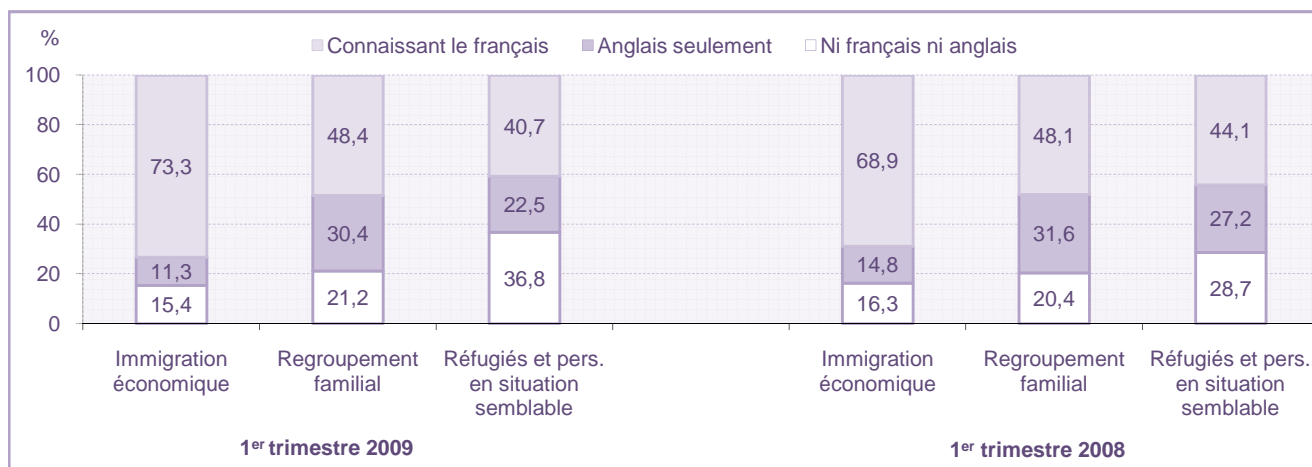 %
Connaissant le français Anglais seulement Ni français ni anglais
100
80
60
40
20
0
73,3 48,4 40,7 68,9 48,1 44,1
11,3 30,4 22,5 14,8 31,6 27,2
15,4 21,2 36,8 16,3 20,4 28,7
Immigration économique
Regroupement familial
Réfugiés et pers. en situation semblable
Immigration économique
Regroupement familial
Réfugiés et pers. en situation semblable
1er trimestre 2009
1er trimestre 2008